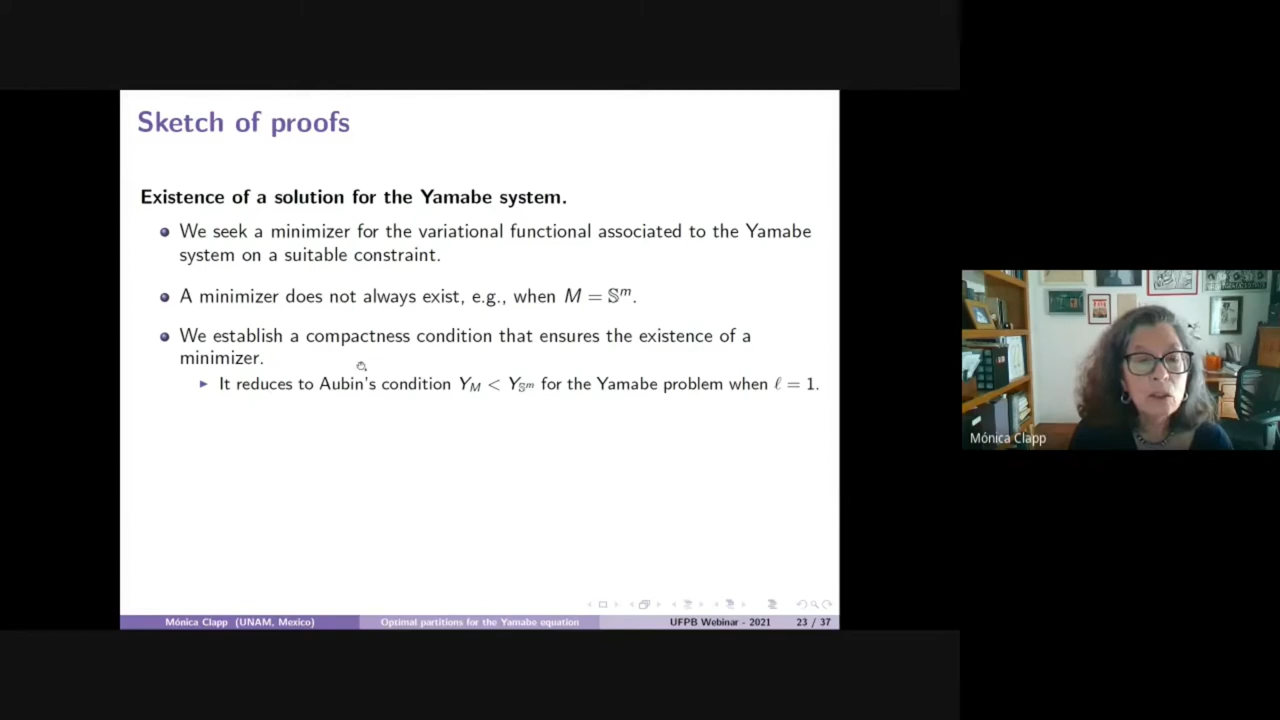 Sketch of proofs
Existence of a solution for the Yamabe system.
We seek a minimizer for the variational functional associated to the Yamabe
system on a suitable constraint.
A minimizer does not always exist, e.g., when M = 𝕊ᵐ.
We establish a compactness condition that ensures the existence of a
minimizer.
It reduces to Aubin's condition Y_M < Y_𝕊ᵐ for the Yamabe problem when ℓ = 1.
Mónica Clapp (UNAM, Mexico)
Optimal partitions for the Yamabe equation
UFPB Webinar - 2021
23 / 37
Mónica Clapp